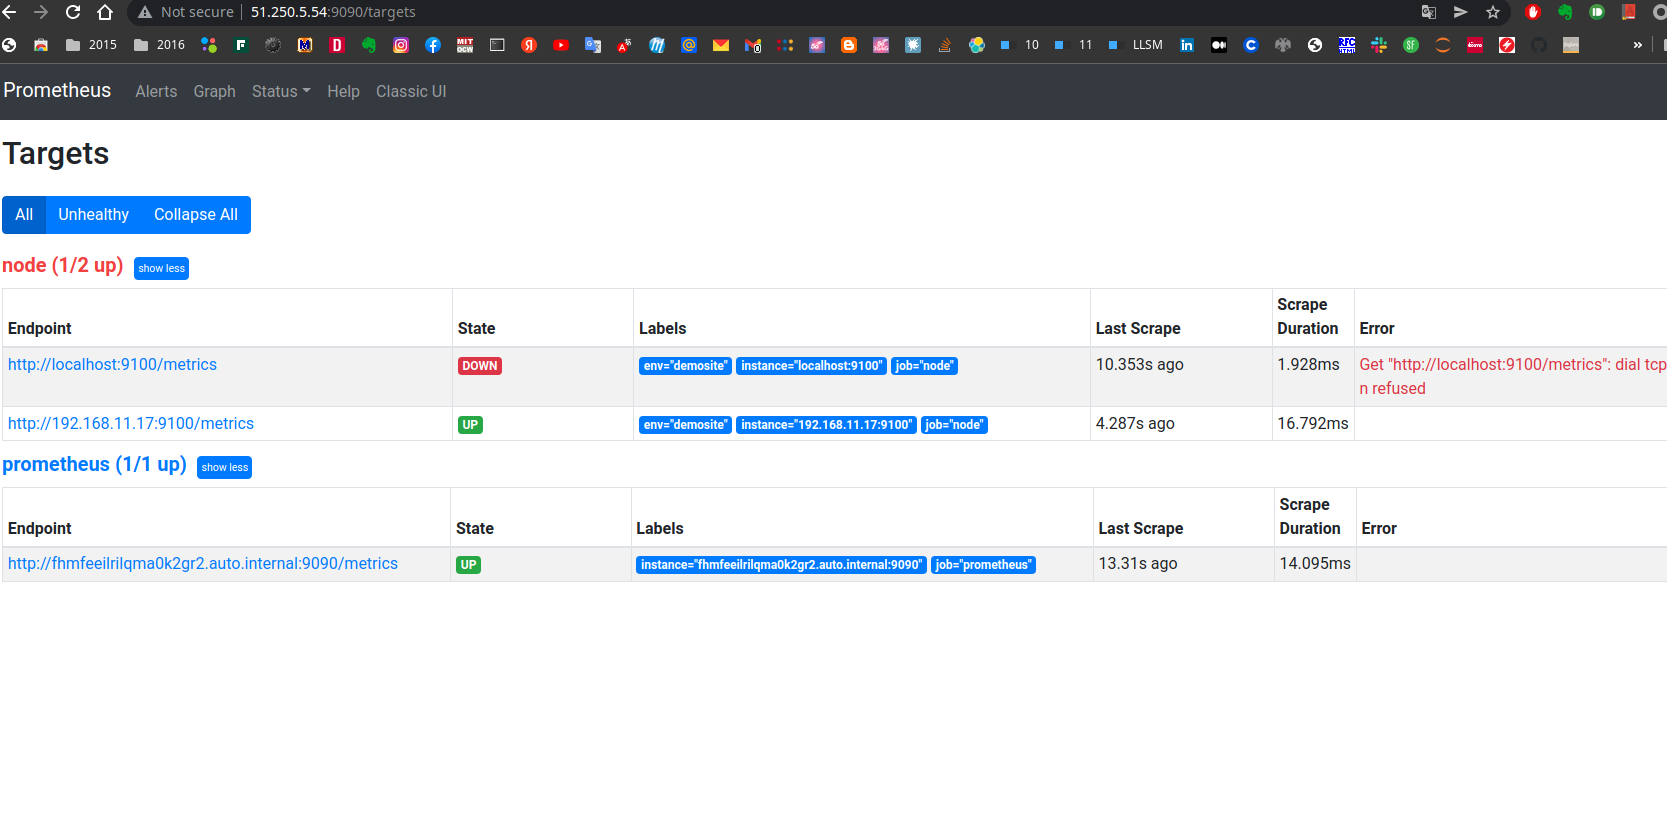 Not secure 51.250.5.54:9090/targets
2015 2016 10 11 LLSM
Prometheus Alerts Graph Status Help Classic UI
Targets
All Unhealthy Collapse All
node (1/2 up) show less
Endpoint State Labels Last Scrape Scrape Duration Error
http://localhost:9100/metrics DOWN env="demosite" instance="localhost:9100" job="node" 10.353s ago 1.928ms Get "http://localhost:9100/metrics": dial tcp
n refused
http://192.168.11.17:9100/metrics UP env="demosite" instance="192.168.11.17:9100" job="node" 4.287s ago 16.792ms
prometheus (1/1 up) show less
Endpoint State Labels Last Scrape Scrape Duration Error
http://fhmfeeilrilqma0k2gr2.auto.internal:9090/metrics UP instance="fhmfeeilrilqma0k2gr2.auto.internal:9090" job="prometheus" 13.31s ago 14.095ms